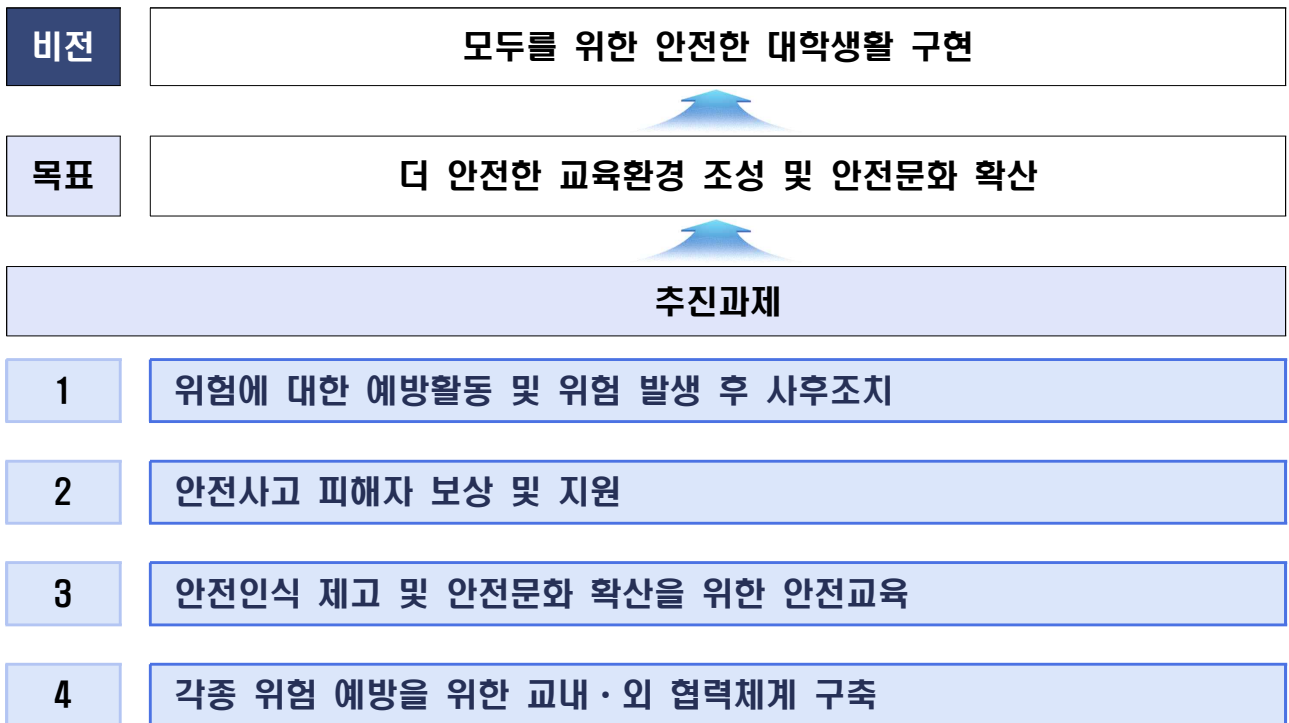 비전
모두를 위한 안전한 대학생활 구현
목표
더 안전한 교육환경 조성 및 안전문화 확산
추진과제
1
위험에 대한 예방활동 및 위험 발생 후 사후조치
2
안전사고 피해자 보상 및 지원
3
안전인식 제고 및 안전문화 확산을 위한 안전교육
4
각종 위험 예방을 위한 교내·외 협력체계 구축